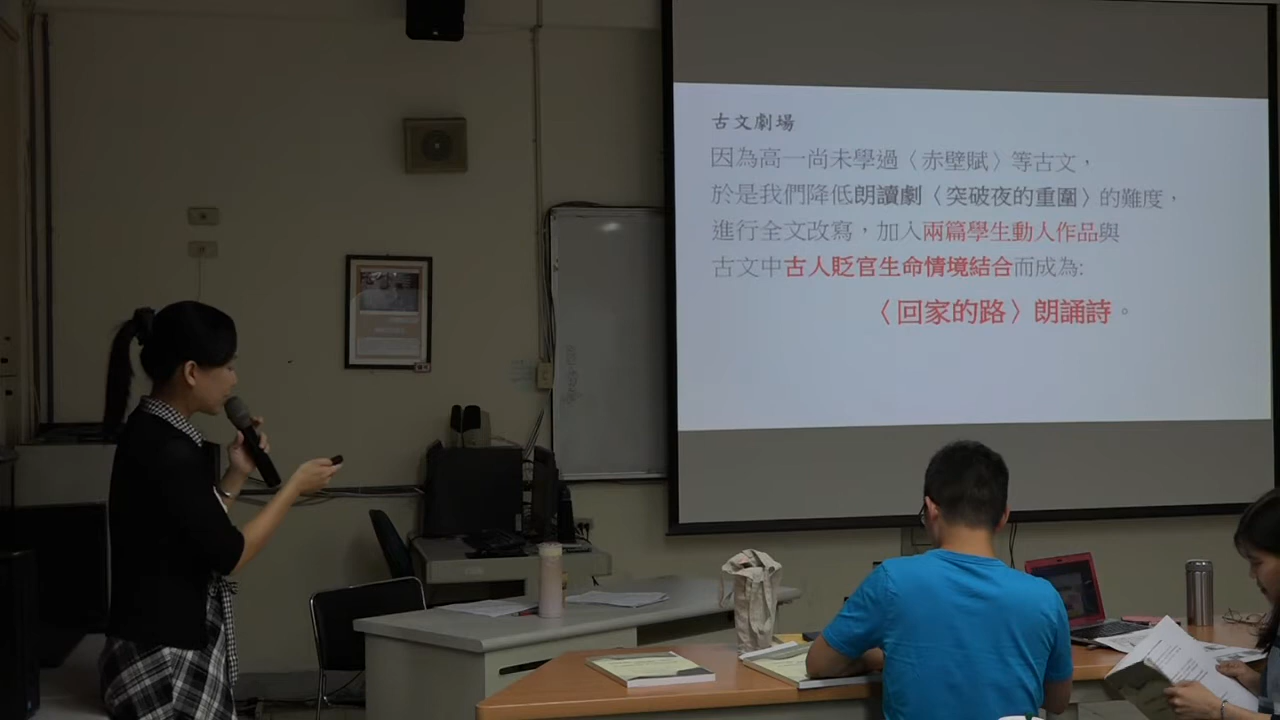 古文劇場
因為高一尚未學過〈赤壁賦〉等古文，
於是我們降低朗讀劇〈突破夜的重圍〉的難度，
進行全文改寫，加入兩篇學生動人作品與
古文中古人貶官生命情境結合而成為:
〈回家的路〉朗誦詩。